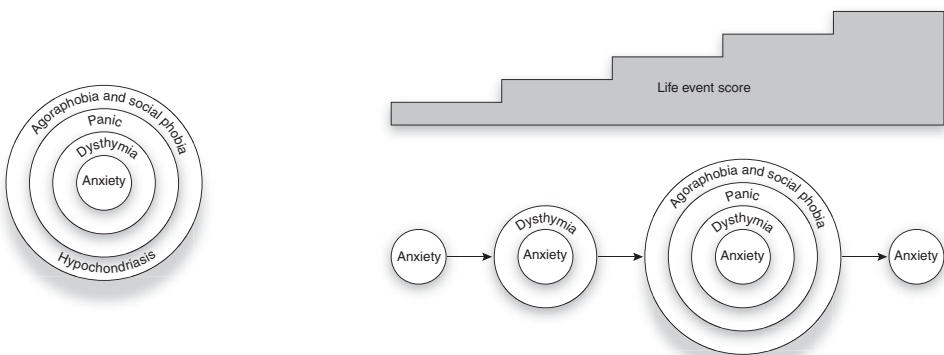 Agoraphobia and social phobia
Panic
Dysthymia
Anxiety
Hypochondriasis
Life event score
Anxiety
Dysthymia
Anxiety
Agoraphobia and social phobia
Panic
Dysthymia
Anxiety
Anxiety